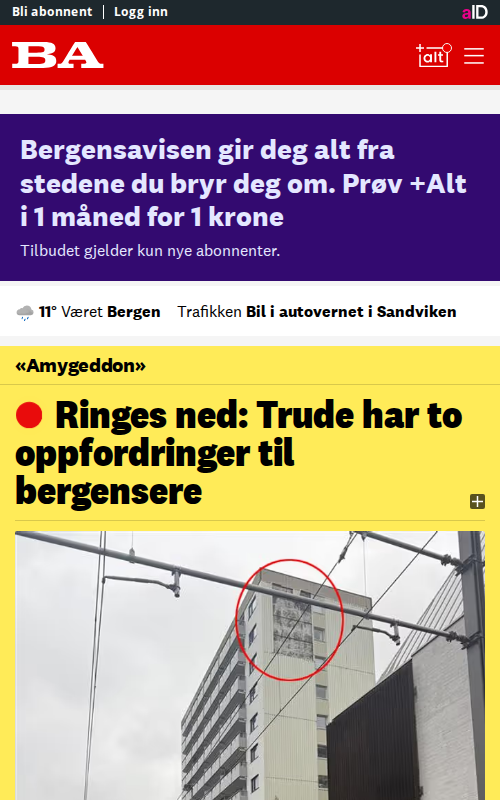 Bli abonnent
Logg inn
aID
BA
+alt
Bergensavisen gir deg alt fra
stedene du bryr deg om. Prøv +Alt
i 1 måned for 1 krone
Tilbudet gjelder kun nye abonnenter.
11° Været Bergen Trafikken Bil i autovernet i Sandviken
«Amygeddon»
Ringes ned: Trude har to
oppfordringer til
bergensere